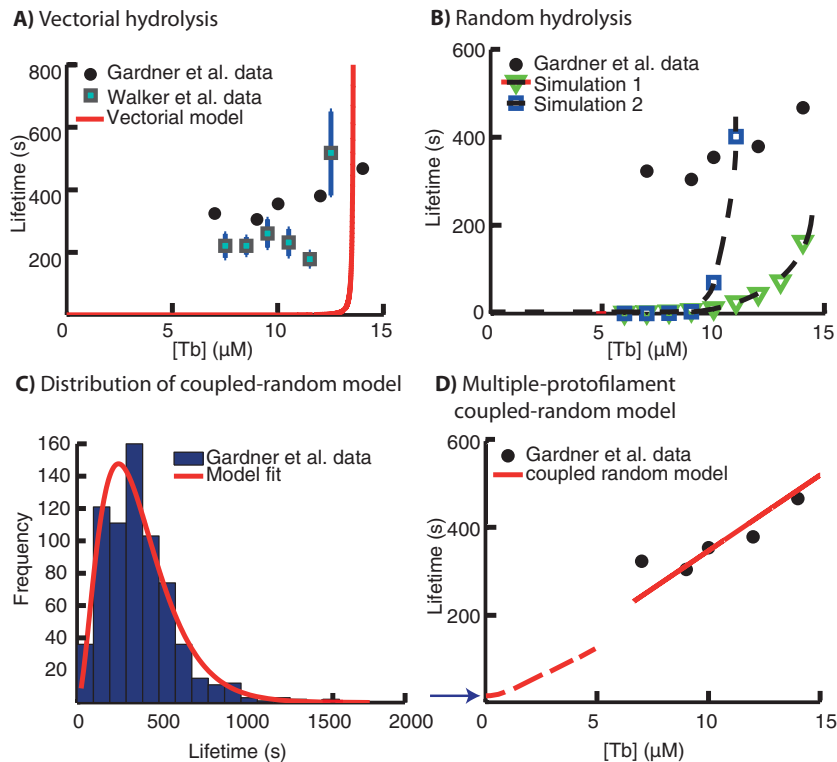 A) Vectorial hydrolysis
800
600
400
200
0
5
10
15
Lifetime (s)
[Tb] (µM)
Gardner et al. data
Walker et al. data
Vectorial model
B) Random hydrolysis
600
400
200
0
0
5
10
15
Lifetime (s)
[Tb] (µM)
Gardner et al. data
Simulation 1
Simulation 2
C) Distribution of coupled-random model
160
140
120
100
80
60
40
20
0
500
1000
1500
2000
Frequency
Lifetime (s)
Gardner et al. data
Model fit
D) Multiple-protofilament
coupled-random model
600
400
200
0
5
10
15
Lifetime (s)
[Tb] (µM)
Gardner et al. data
coupled random model